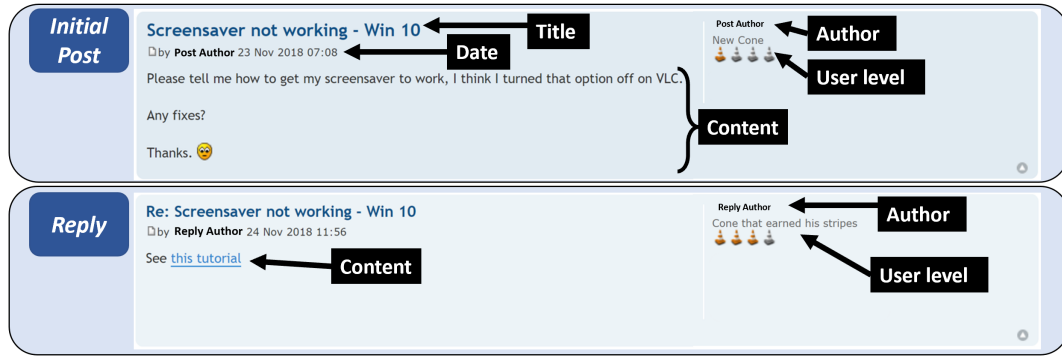 Initial
Post
Screensaver not working - Win 10
Title
by Post Author 23 Nov 2018 07:08
Date
Please tell me how to get my screensaver to work, I think I turned that option off on VLC.
Any fixes?
Thanks.
Content
Post Author
Author
New Cone
User level
Reply
Re: Screensaver not working - Win 10
by Reply Author 24 Nov 2018 11:56
See this tutorial
Content
Reply Author
Author
Cone that earned his stripes
User level